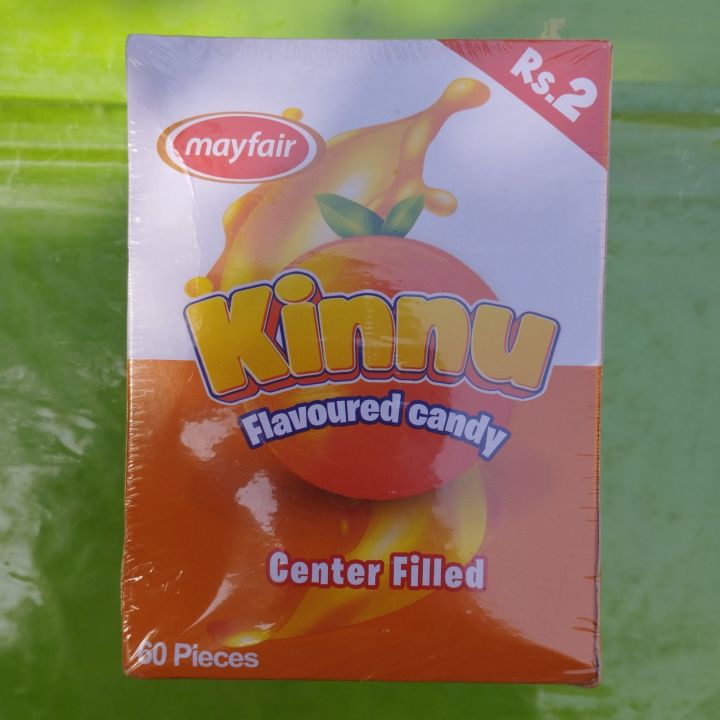 Rs.2
mayfair
Kinnu
Flavoured candy
Center Filled
60 Pieces